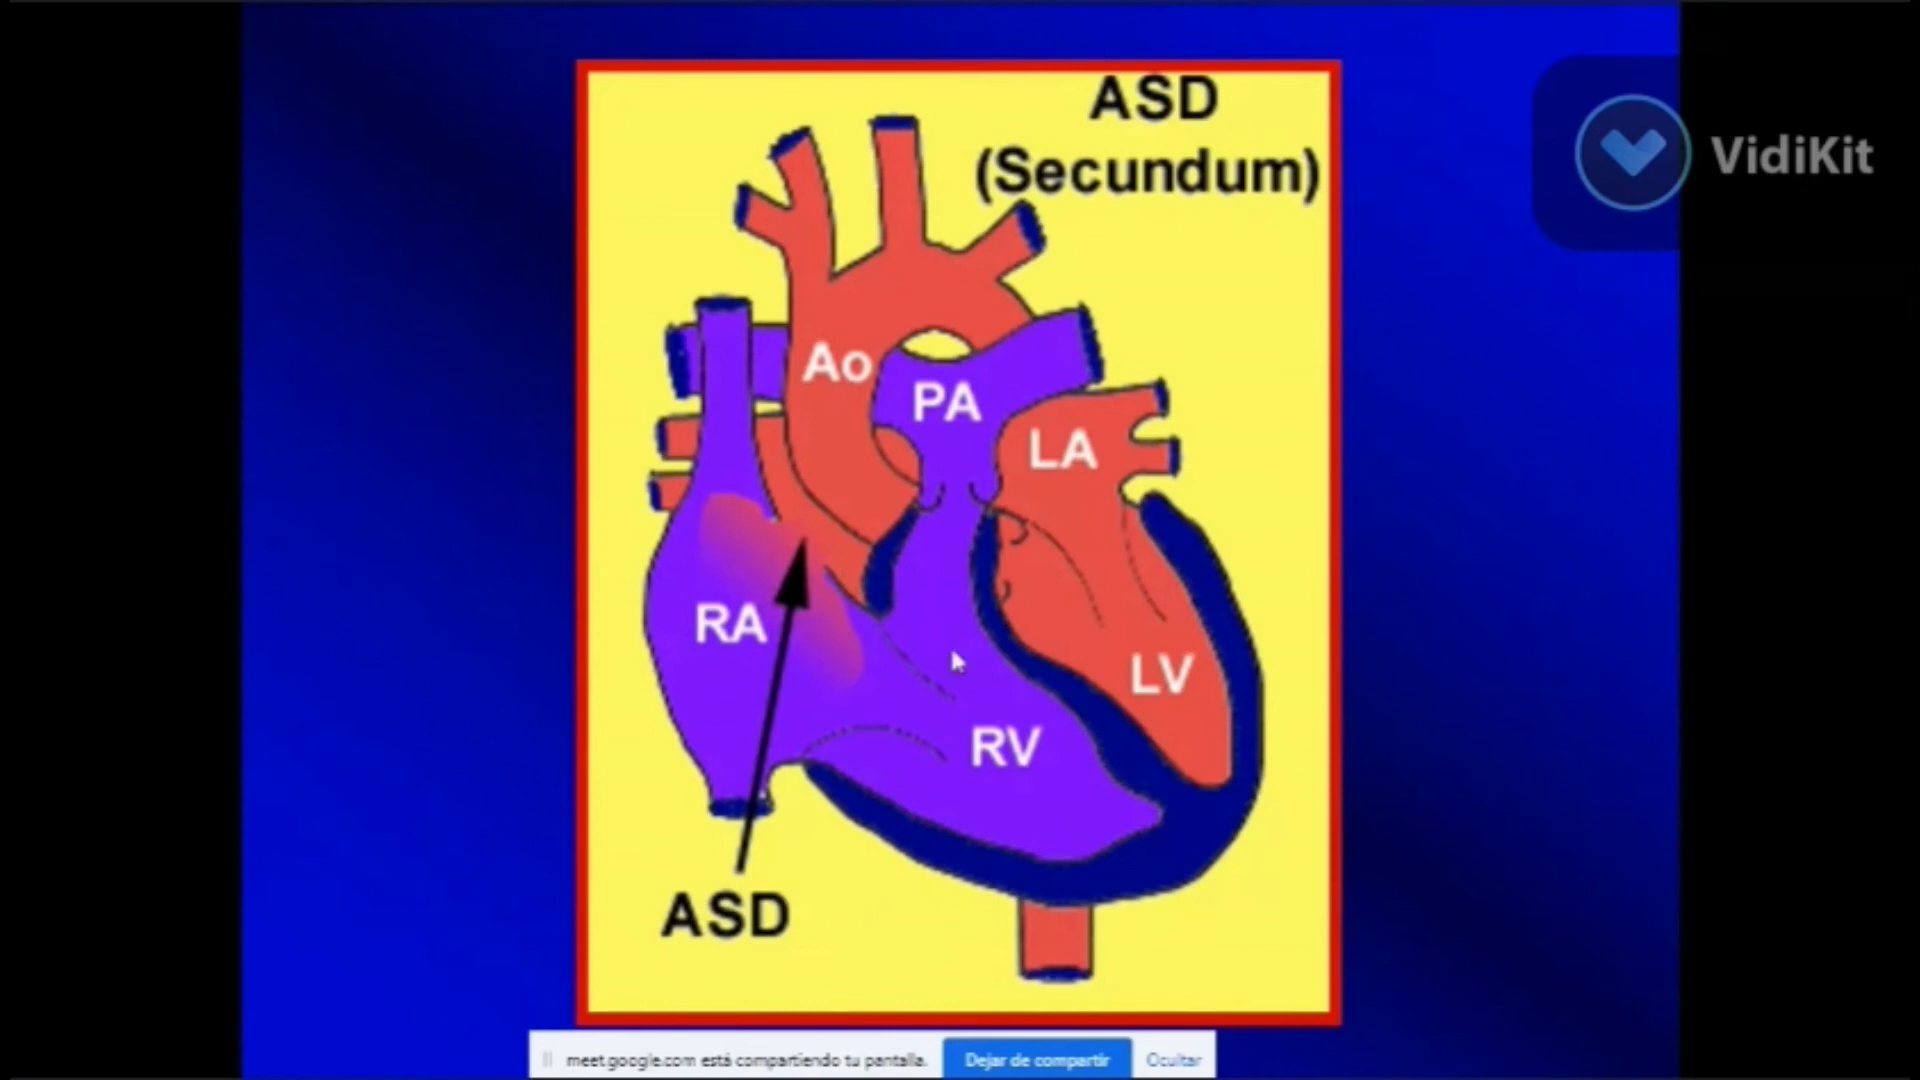 ASD
(Secundum)
VidiKit
Ao
PA
LA
RA
LV
RV
ASD
meet.google.com está compartiendo tu pantalla.
Dejar de compartir
Ocultar